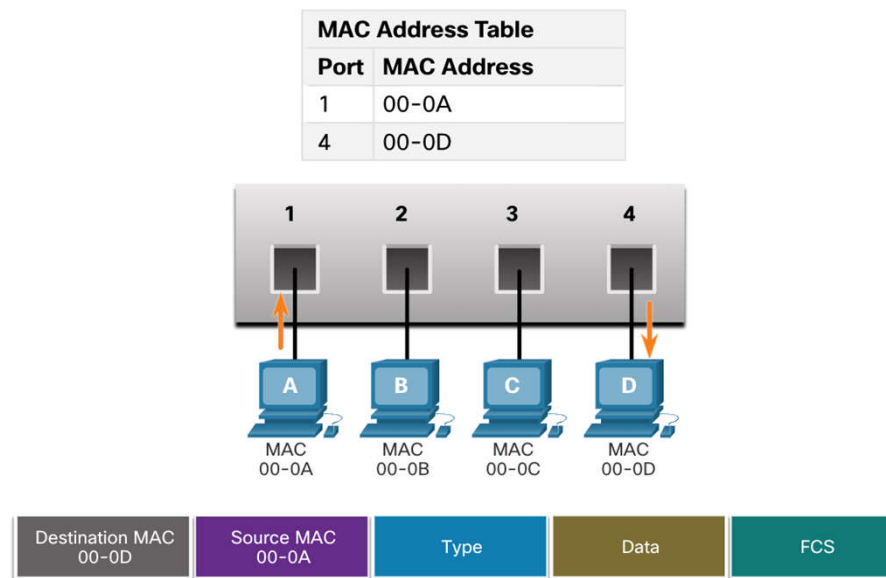 MAC Address Table
Port MAC Address
1 00-0A
4 00-0D
1 2 3 4
A B C D
MAC MAC MAC MAC
00-0A 00-0B 00-0C 00-0D
Destination MAC Source MAC Type Data FCS
00-0D 00-0A